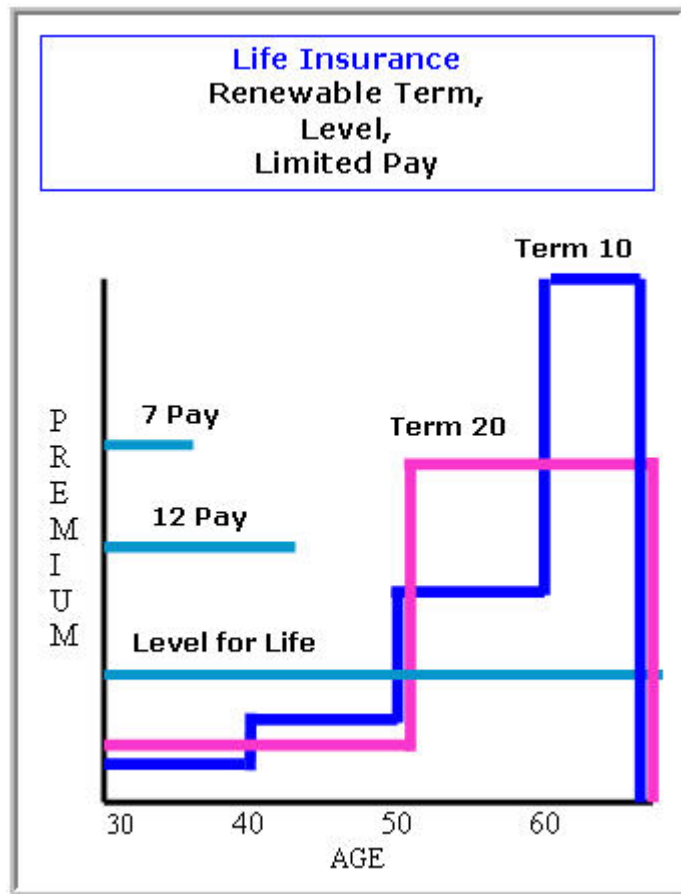 Life Insurance
Renewable Term,
Level,
Limited Pay
Term 10
7 Pay
Term 20
12 Pay
Level for Life
PREMIUM
30 40 50 60
AGE